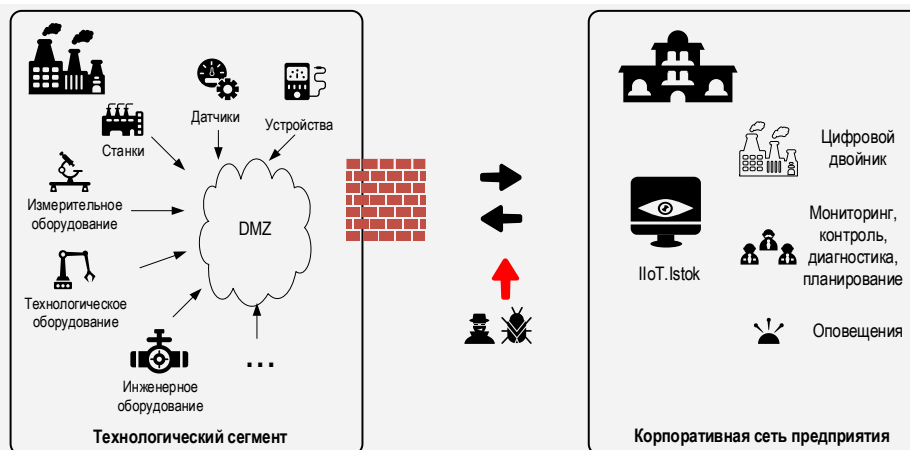 Датчики
Устройства
Станки
Измерительное
оборудование
DMZ
Технологическое
оборудование
Инженерное
оборудование
...
Технологический сегмент
Цифровой
двойник
IIoT.Istok
Мониторинг,
контроль,
диагностика,
планирование
Оповещения
Корпоративная сеть предприятия